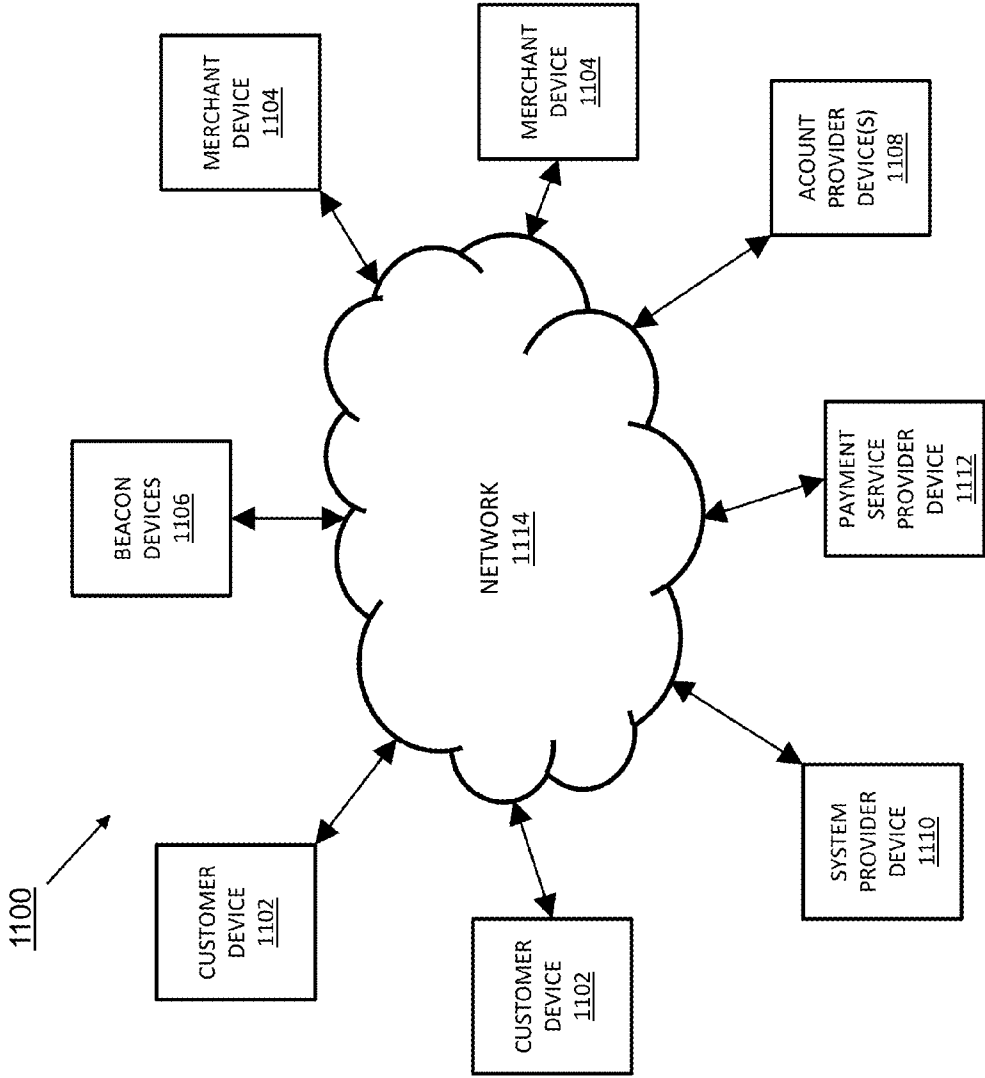 1100
CUSTOMER
DEVICE
1102
CUSTOMER
DEVICE
1102
BEACON
DEVICES
1106
MERCHANT
DEVICE
1104
MERCHANT
DEVICE
1104
NETWORK
1114
SYSTEM
PROVIDER
DEVICE
1110
PAYMENT
SERVICE
PROVIDER
DEVICE
1112
ACOUNT
PROVIDER
DEVICE(S)
1108